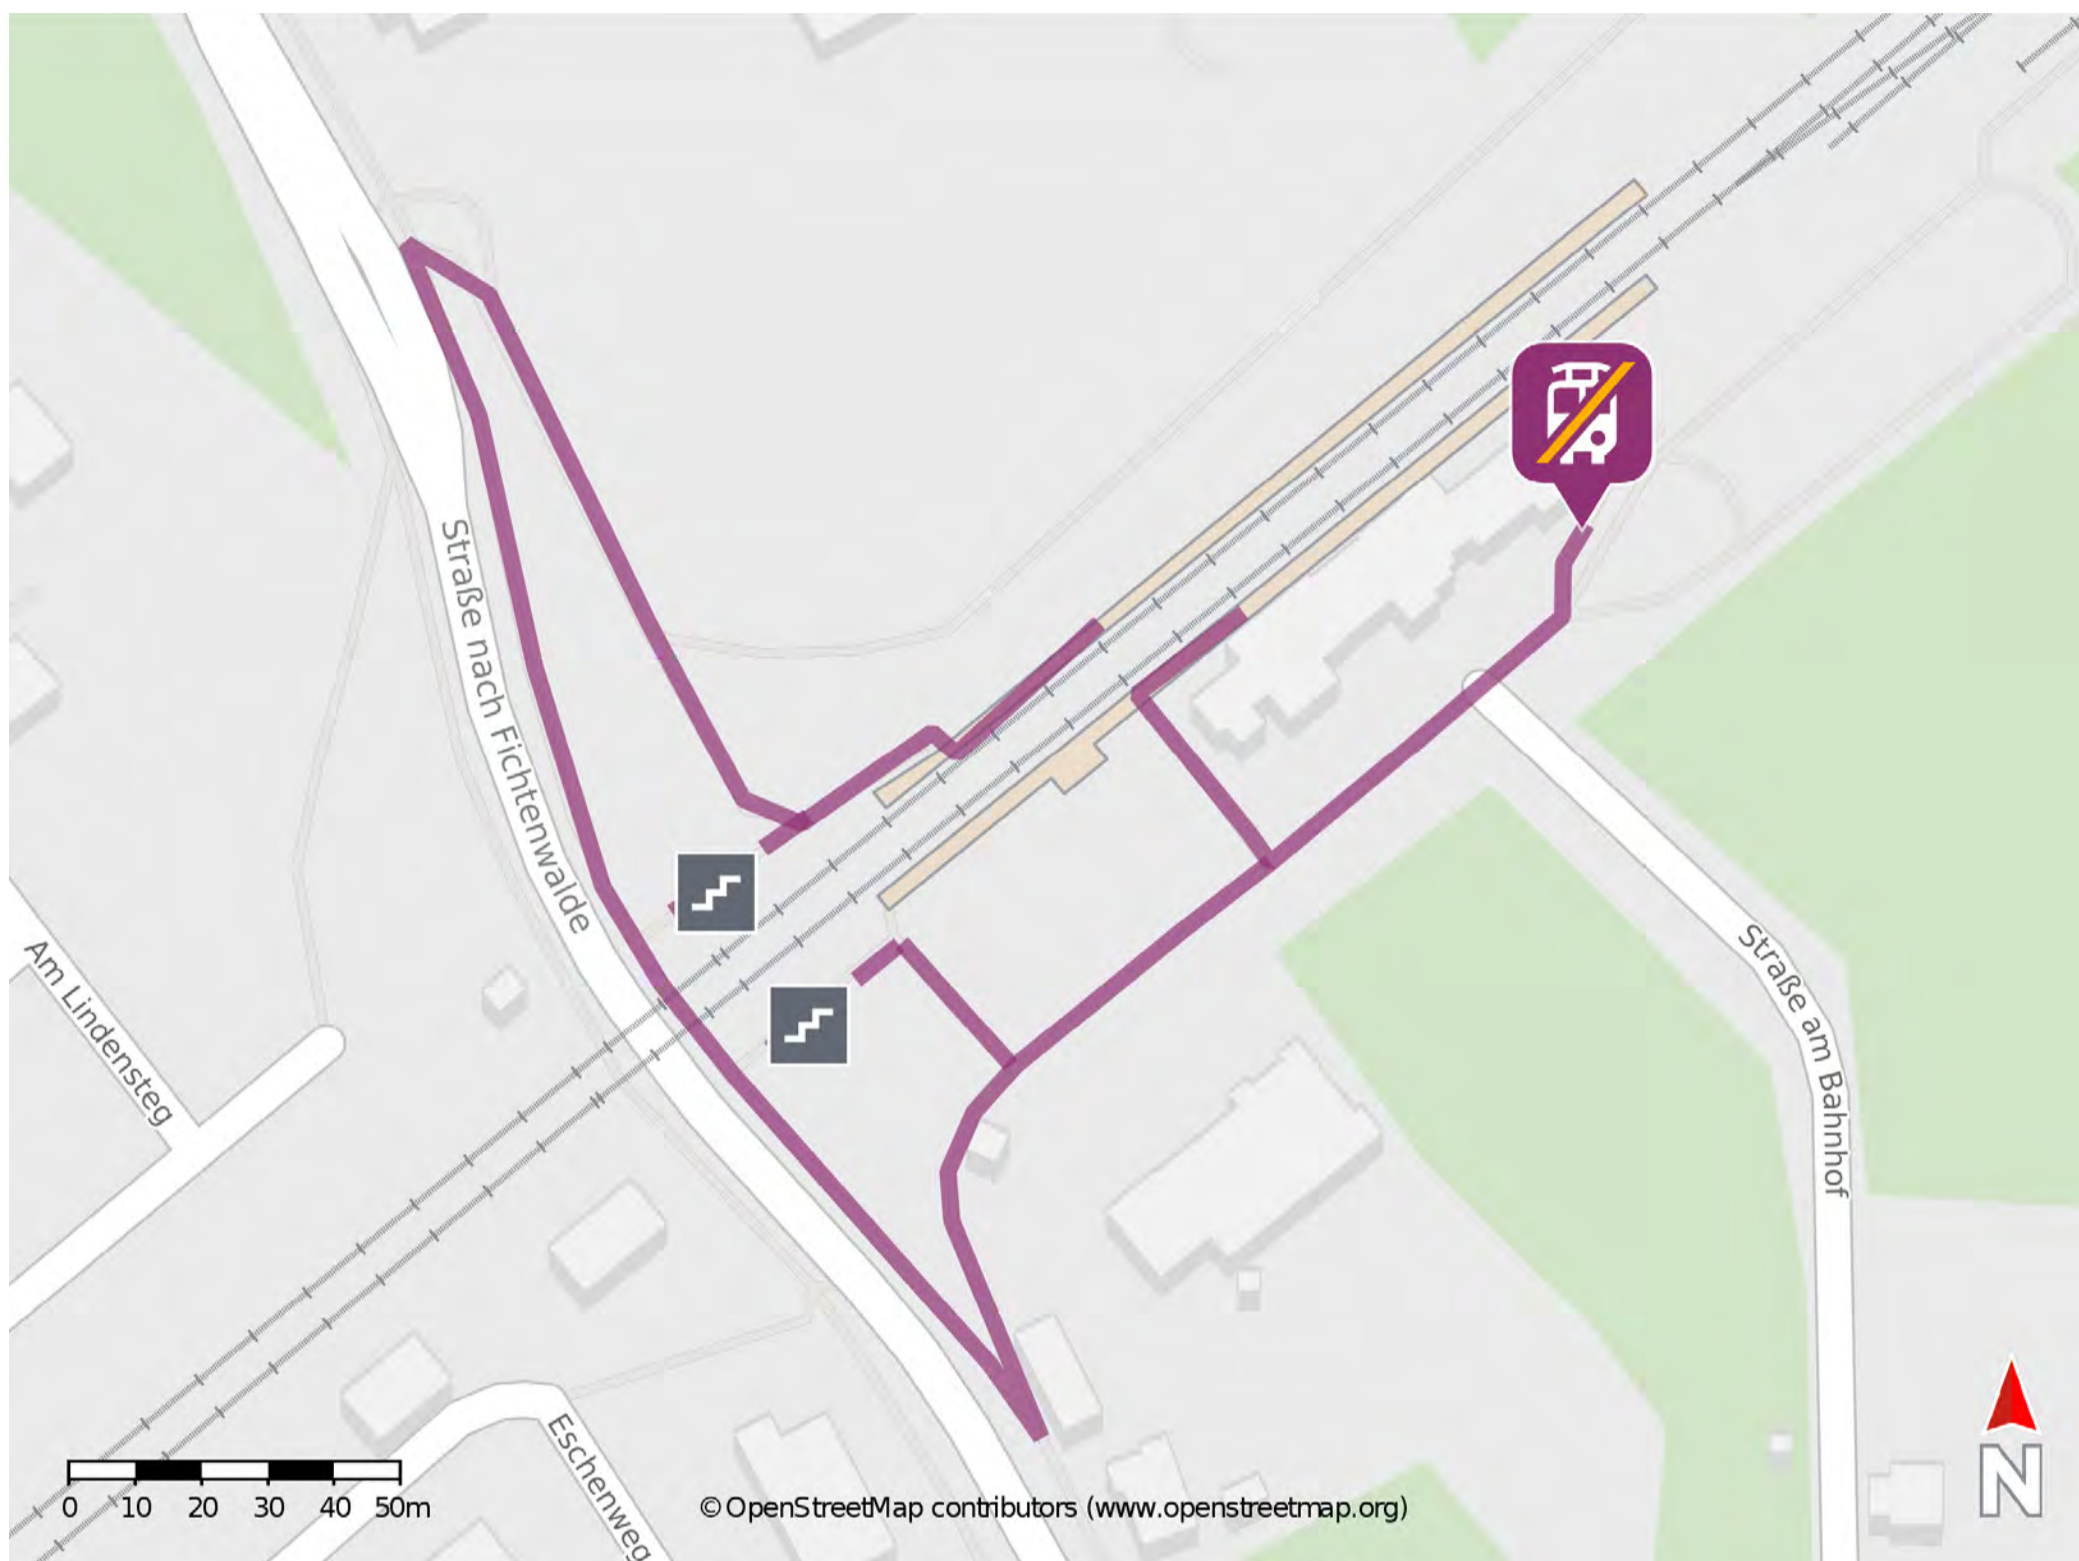 Straße nach Fichtenwalde
Am Lindensteg
Straße am Bahnhof
Eschenweg
0 10 20 30 40 50m
© OpenStreetMap contributors (www.openstreetmap.org)
N